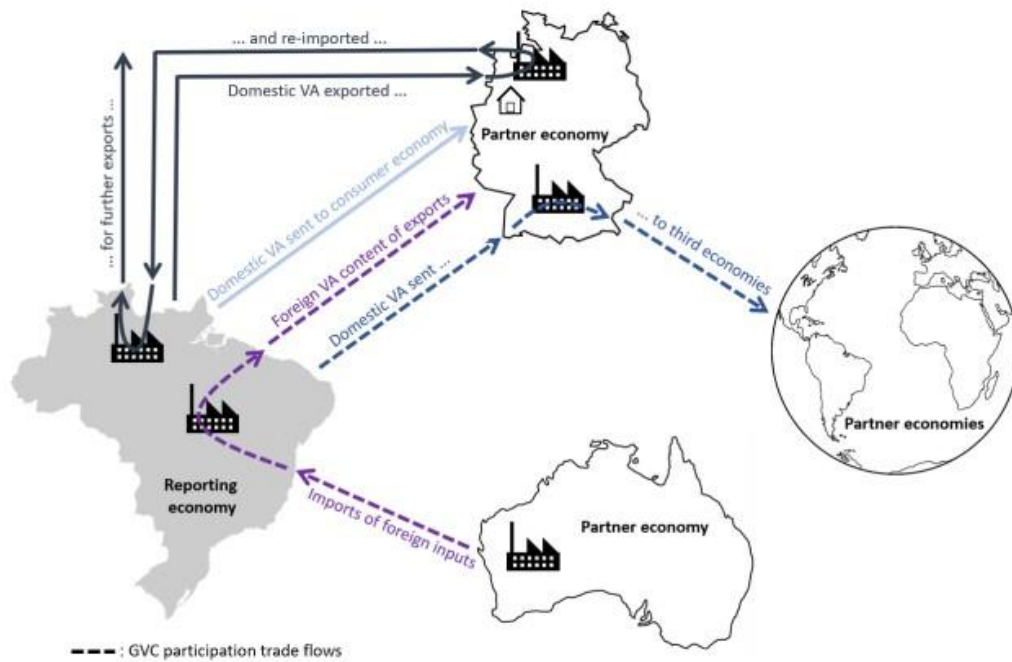 ... and re-imported ...
Domestic VA exported ...
... for further exports ...
Partner economy
Domestic VA sent to consumer economy
Foreign VA content of exports
Domestic VA sent ...
... to third economies
Partner economies
Reporting
economy
Imports of foreign inputs
Partner economy
: GVC participation trade flows